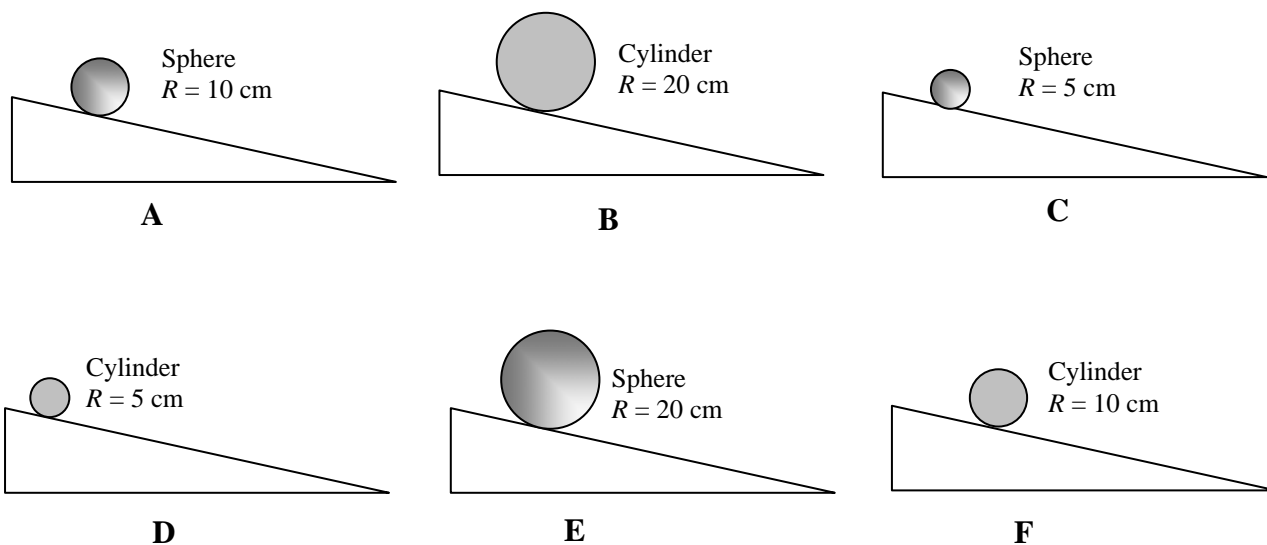 Sphere
R = 10 cm
A
Cylinder
R = 20 cm
B
Sphere
R = 5 cm
C
Cylinder
R = 5 cm
D
Sphere
R = 20 cm
E
Cylinder
R = 10 cm
F